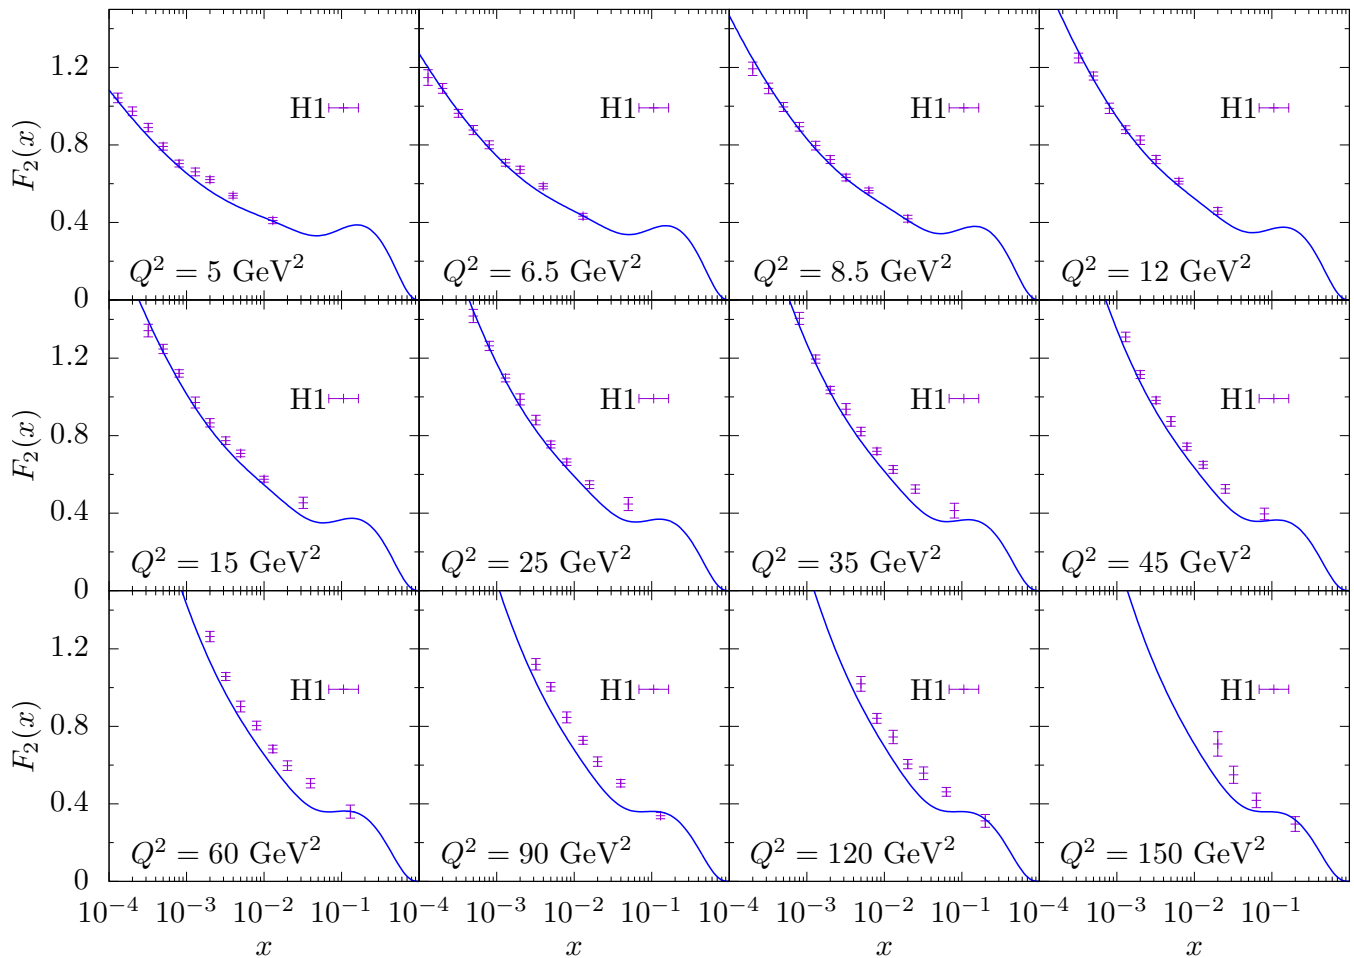 1.2
0.8
0.4
0
F₂(x)
H1
Q² = 5 GeV²
H1
Q² = 6.5 GeV²
H1
Q² = 8.5 GeV²
H1
Q² = 12 GeV²
1.2
0.8
0.4
0
F₂(x)
H1
Q² = 15 GeV²
H1
Q² = 25 GeV²
H1
Q² = 35 GeV²
H1
Q² = 45 GeV²
1.2
0.8
0.4
0
F₂(x)
H1
Q² = 60 GeV²
H1
Q² = 90 GeV²
H1
Q² = 120 GeV²
H1
Q² = 150 GeV²
10⁻⁴ 10⁻³ 10⁻² 10⁻¹ 10⁻⁴ 10⁻³ 10⁻² 10⁻¹ 10⁻⁴ 10⁻³ 10⁻² 10⁻¹ 10⁻⁴ 10⁻³ 10⁻² 10⁻¹
x x x x